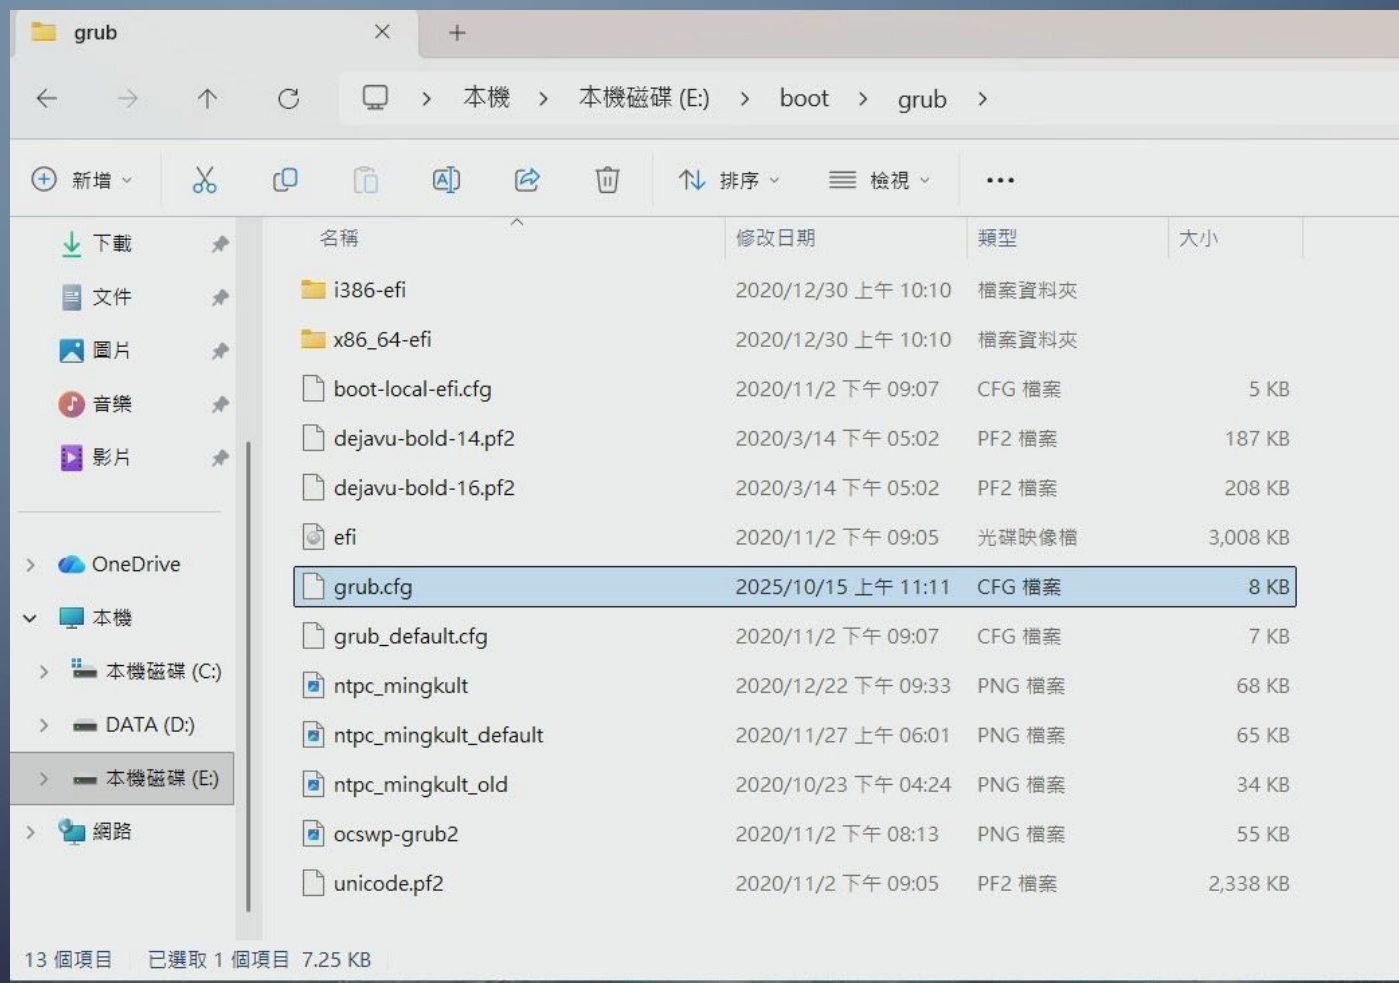 grub
本機 本機磁碟 (E:) boot grub
新增 排序 檢視
下載
文件
圖片
音樂
影片
OneDrive
本機
本機磁碟 (C:)
DATA (D:)
本機磁碟 (E:)
網路
名稱 修改日期 類型 大小
i386-efi 2020/12/30 上午 10:10 檔案資料夾
x86_64-efi 2020/12/30 上午 10:10 檔案資料夾
boot-local-efi.cfg 2020/11/2 下午 09:07 CFG 檔案 5 KB
dejavu-bold-14.pf2 2020/3/14 下午 05:02 PF2 檔案 187 KB
dejavu-bold-16.pf2 2020/3/14 下午 05:02 PF2 檔案 208 KB
efi 2020/11/2 下午 09:05 光碟映像檔 3,008 KB
grub.cfg 2025/10/15 上午 11:11 CFG 檔案 8 KB
grub_default.cfg 2020/11/2 下午 09:07 CFG 檔案 7 KB
ntpc_mingkult 2020/12/22 下午 09:33 PNG 檔案 68 KB
ntpc_mingkult_default 2020/11/27 上午 06:01 PNG 檔案 65 KB
ntpc_mingkult_old 2020/10/23 下午 04:24 PNG 檔案 34 KB
ocswp-grub2 2020/11/2 下午 08:13 PNG 檔案 55 KB
unicode.pf2 2020/11/2 下午 09:05 PF2 檔案 2,338 KB
13 個項目 已選取 1 個項目 7.25 KB